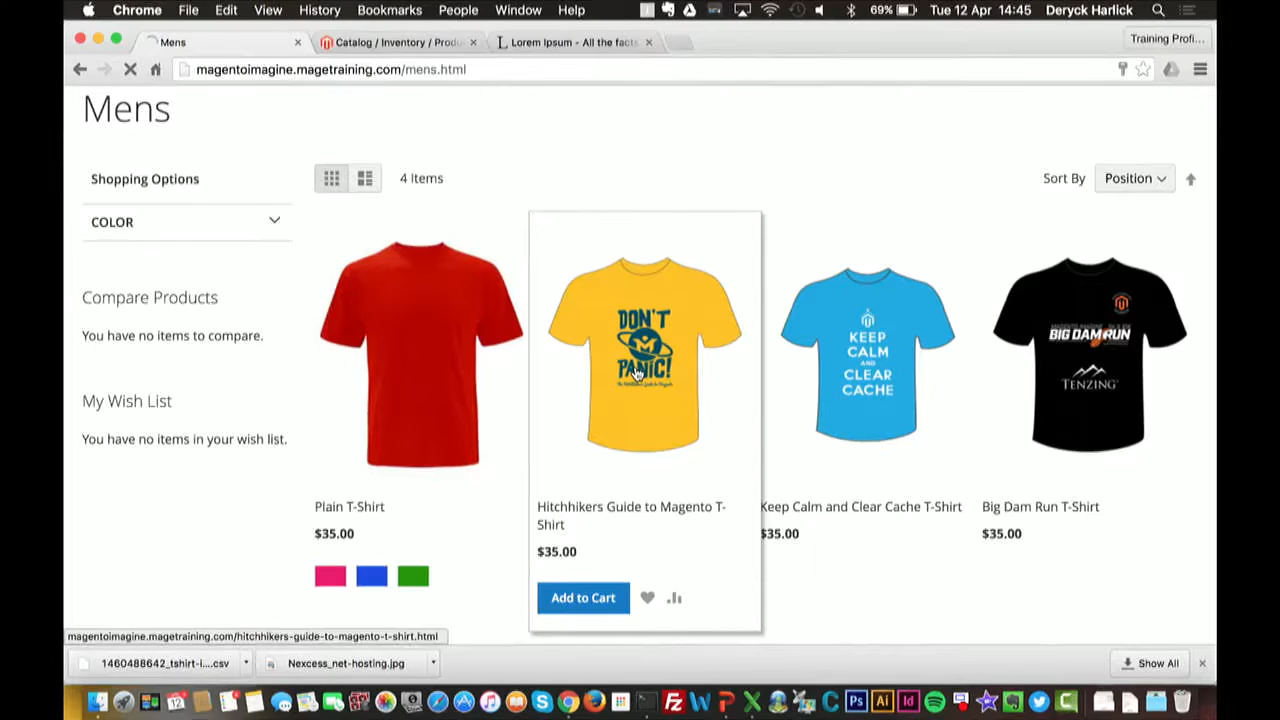 Chrome File Edit View History Bookmarks People Window Help 69% Tue 12 Apr 14:45 Deryck Harlick
Mens Catalog / Inventory / Produ Lorem Ipsum - All the facts Training Profi...
magentoimagine.magetraining.com/mens.html
Mens
Shopping Options 4 Items Sort By Position
COLOR
Compare Products
You have no items to compare.
My Wish List
You have no items in your wish list.
DON'T
PANIC!
KEEP
CALM
AND
CLEAR
CACHE
BIG DAM RUN
TENZING
Plain T-Shirt
$35.00
Hitchhikers Guide to Magento T-
Shirt
$35.00
Add to Cart
Keep Calm and Clear Cache T-Shirt
$35.00
Big Dam Run T-Shirt
$35.00
magentoimagine.magetraining.com/hitchhikers-guide-to-magento-t-shirt.html
1460488642_tshirt-i....csv Nexcess_net-hosting.jpg Show All